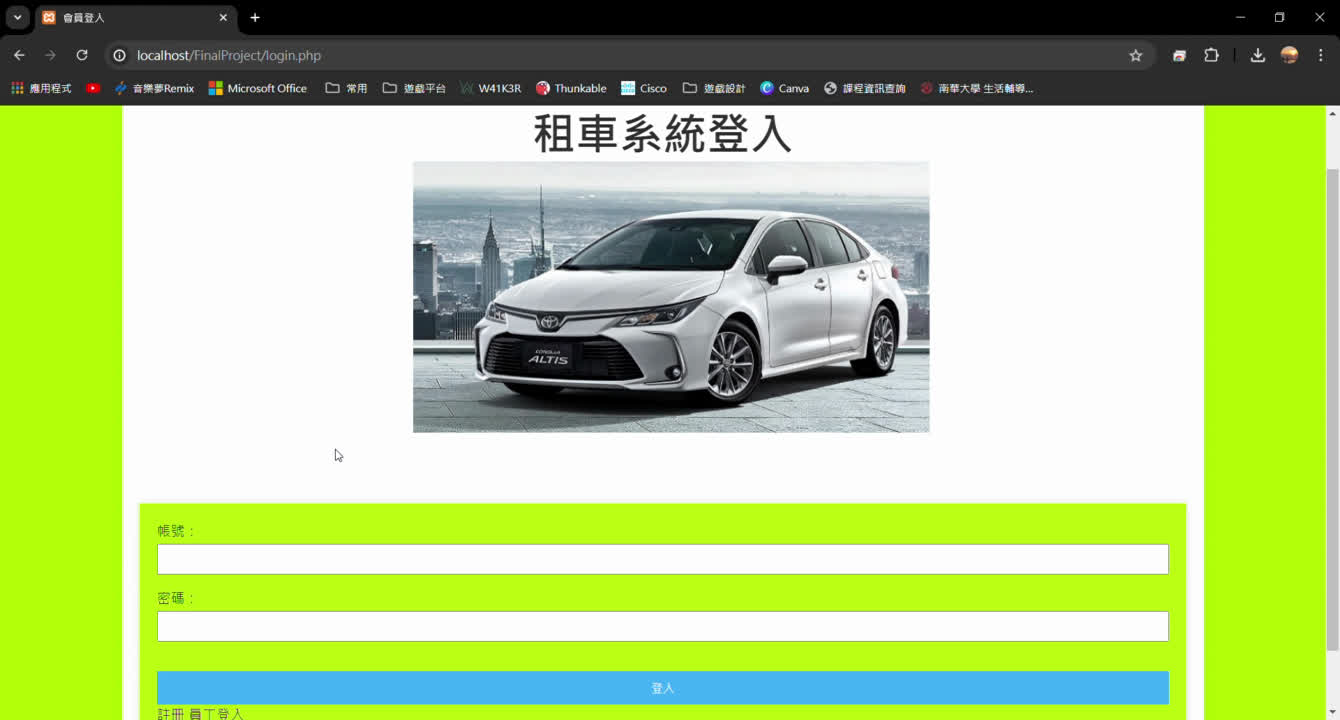 會員登入
localhost/FinalProject/login.php
應用程式 音樂夢Remix Microsoft Office 常用 遊戲平台 W41K3R Thunkable Cisco 遊戲設計 Canva 課程資訊查詢 南華大學 生活輔導...
租車系統登入
COROLLA
ALTIS
帳號：
密碼：
登入
註冊 員工登入